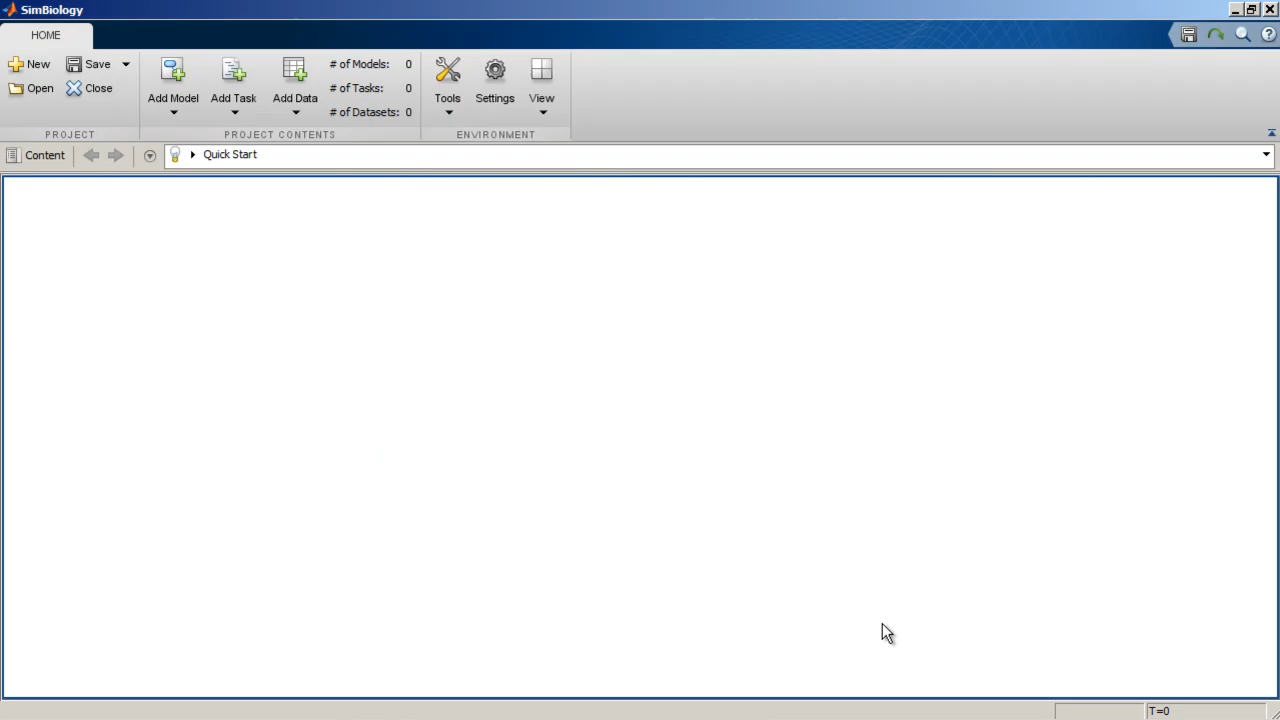 SimBiology
HOME
New Save
Open Close
Add Model Add Task Add Data
# of Models: 0
# of Tasks: 0
# of Datasets: 0
Tools Settings View
PROJECT PROJECT CONTENTS ENVIRONMENT
Content Quick Start
T=0